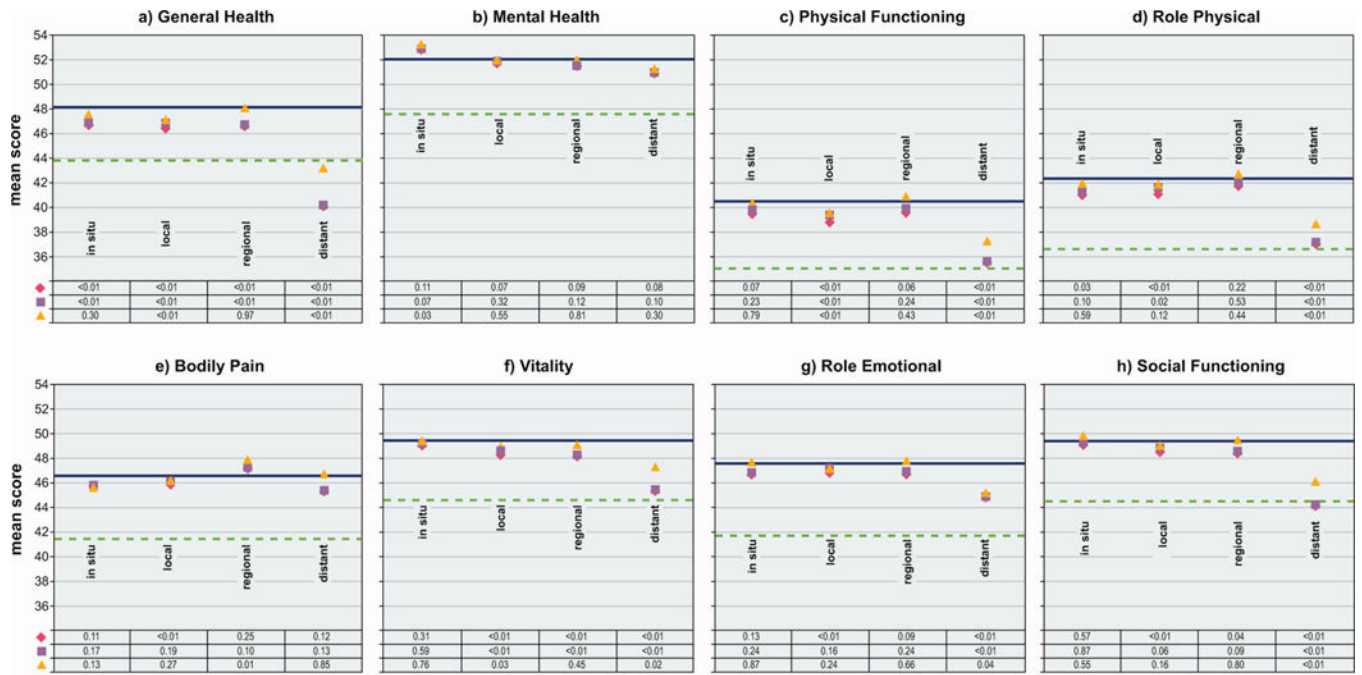 a) General Health
b) Mental Health
c) Physical Functioning
d) Role Physical
mean score
54
52
50
48
46
44
42
40
38
36
in situ
local
regional
distant
in situ
local
regional
distant
in situ
local
regional
distant
in situ
local
regional
distant
<0.01 <0.01 <0.01 <0.01 0.11 0.07 0.09 0.08 0.07 <0.01 0.06 <0.01 0.03 <0.01 0.22 <0.01
<0.01 <0.01 <0.01 <0.01 0.07 0.32 0.12 0.10 0.23 <0.01 0.24 <0.01 0.10 0.02 0.53 <0.01
0.30 <0.01 0.97 <0.01 0.03 0.55 0.81 0.30 0.79 <0.01 0.43 <0.01 0.59 0.12 0.44 <0.01
e) Bodily Pain
f) Vitality
g) Role Emotional
h) Social Functioning
mean score
54
52
50
48
46
44
42
40
38
36
in situ
local
regional
distant
in situ
local
regional
distant
in situ
local
regional
distant
in situ
local
regional
distant
0.11 <0.01 0.25 0.12 0.31 <0.01 <0.01 <0.01 0.13 <0.01 0.09 <0.01 0.57 <0.01 0.04 <0.01
0.17 0.19 0.10 0.13 0.59 <0.01 <0.01 <0.01 0.24 0.16 0.24 <0.01 0.87 0.06 0.09 <0.01
0.13 0.27 0.01 0.85 0.76 0.03 0.45 0.02 0.87 0.24 0.66 0.04 0.55 0.16 0.80 <0.01